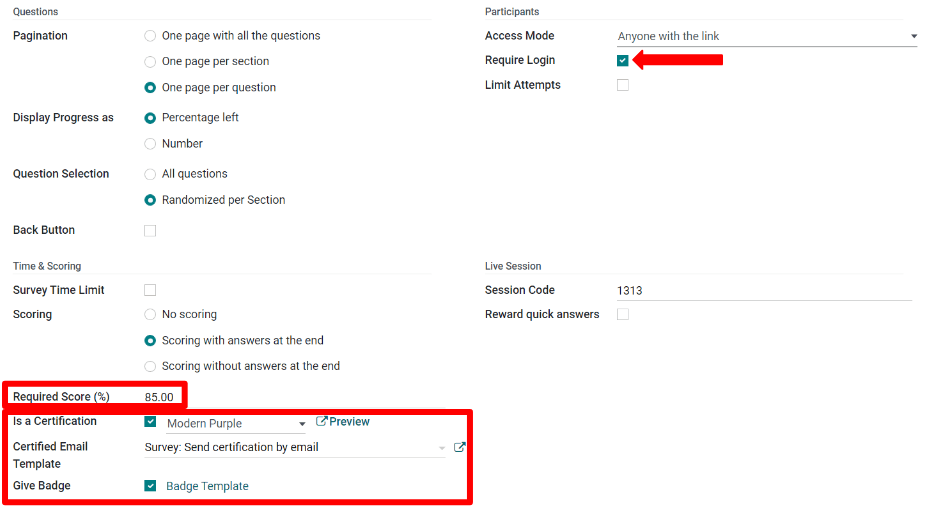 Questions
Pagination
One page with all the questions
One page per section
One page per question
Display Progress as
Percentage left
Number
Question Selection
All questions
Randomized per Section
Back Button
Participants
Access Mode
Anyone with the link
Require Login
Limit Attempts
Time & Scoring
Survey Time Limit
Scoring
No scoring
Scoring with answers at the end
Scoring without answers at the end
Required Score (%)
85.00
Is a Certification
Modern Purple
Preview
Certified Email
Template
Survey: Send certification by email
Give Badge
Badge Template
Live Session
Session Code
1313
Reward quick answers